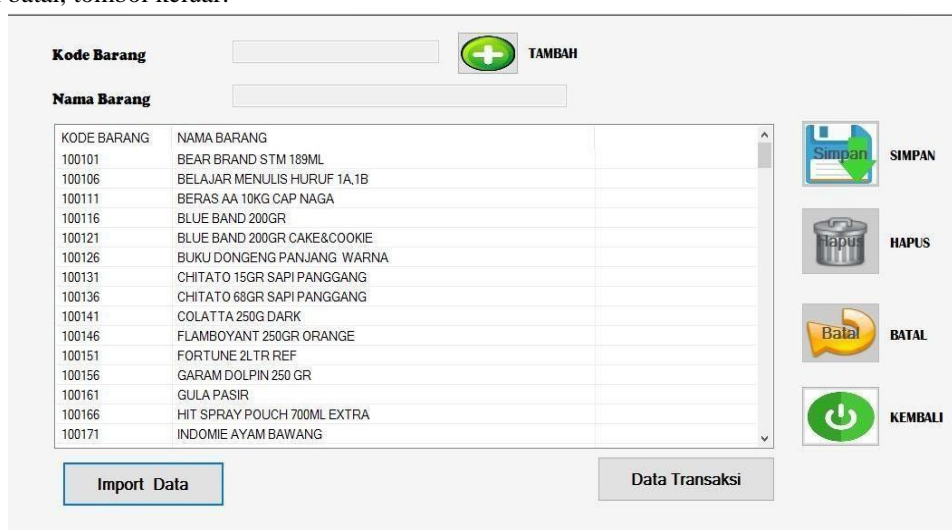 batal, tombol keluar.
Kode Barang
TAMBAH
Nama Barang
KODE BARANG NAMA BARANG
100101 BEAR BRAND STM 189ML
100106 BELAJAR MENULIS HURUF 1A,1B
100111 BERAS AA 10KG CAP NAGA
100116 BLUE BAND 200GR
100121 BLUE BAND 200GR CAKE&COOKIE
100126 BUKU DONGENG PANJANG WARNA
100131 CHITATO 15GR SAPI PANGGANG
100136 CHITATO 68GR SAPI PANGGANG
100141 COLATTA 250G DARK
100146 FLAMBOYANT 250GR ORANGE
100151 FORTUNE 2LTR REF
100156 GARAM DOLPIN 250 GR
100161 GULA PASIR
100166 HIT SPRAY POUCH 700ML EXTRA
100171 INDOMIE AYAM BAWANG
Simpan SIMPAN
Hapus HAPUS
Batal BATAL
KEMBALI
Import Data
Data Transaksi